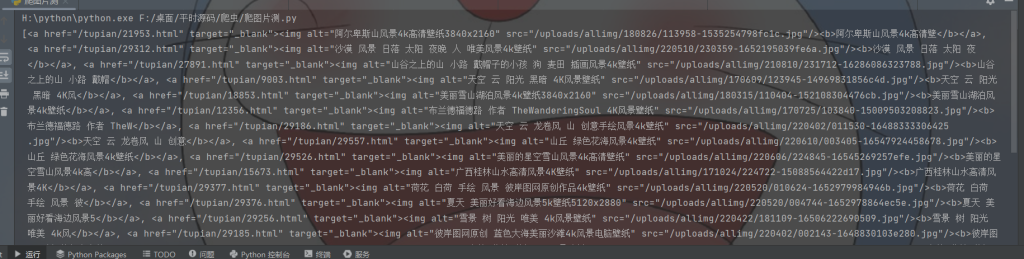 爬图片测
H:\python\python.exe F:/桌面/平时源码/爬虫/爬图片测.py
[<a href="/tupian/21953.html" target="_blank"><img alt="阿尔卑斯山风景4k高清壁纸3840x2160" src="/uploads/allimg/180826/113958-1535254798fc1c.jpg"/><b>阿尔卑斯山风景4k高清壁</b></a>,
<a href="/tupian/29312.html" target="_blank"><img alt="沙漠 风景 日落 太阳 夜晚 人 唯美风景4k壁纸" src="/uploads/allimg/220510/230359-1652195039fe6a.jpg"/><b>沙漠 风景 日落 太阳 夜
</b></a>, <a href="/tupian/27891.html" target="_blank"><img alt="山谷之上的山 小路 戴帽子的小孩 狗 麦田 插画风景4k壁纸" src="/uploads/allimg/210810/231712-16286086323788.jpg"/><b>山谷
之上的山 小路 戴帽</b></a>, <a href="/tupian/9003.html" target="_blank"><img alt="天空 云 阳光 黑暗 4K风景壁纸" src="/uploads/allimg/170609/123945-14969831856c4d.jpg"/><b>天空 云 阳光
黑暗 4K风</b></a>, <a href="/tupian/18853.html" target="_blank"><img alt="美丽雪山湖泊风景4k壁纸3840x2160" src="/uploads/allimg/180315/110404-152108304476cb.jpg"/><b>美丽雪山湖泊风
景4k壁纸</b></a>, <a href="/tupian/12356.html" target="_blank"><img alt="布兰德福德路 作者 TheWanderingSoul 4K风景壁纸" src="/uploads/allimg/170725/103840-15009503208823.jpg"/><b>
布兰德福德路 作者 TheW</b></a>, <a href="/tupian/29186.html" target="_blank"><img alt="天空 云 龙卷风 山 创意手绘风景4k壁纸" src="/uploads/allimg/220402/011530-16488333306425
.jpg"/><b>天空 云 龙卷风 山 创意</b></a>, <a href="/tupian/29557.html" target="_blank"><img alt="山丘 绿色花海风景4k壁纸" src="/uploads/allimg/220610/003405-16547924458678.jpg"/><b>
山丘 绿色花海风景4k壁纸</b></a>, <a href="/tupian/29526.html" target="_blank"><img alt="美丽的星空雪山风景4k高清壁纸" src="/uploads/allimg/220606/224845-16545269257efe.jpg"/><b>美丽的星
空雪山风景4k高</b></a>, <a href="/tupian/15673.html" target="_blank"><img alt="广西桂林山水高清风景4K壁纸" src="/uploads/allimg/171024/224722-15088564422d17.jpg"/><b>广西桂林山水高清风
景4K</b></a>, <a href="/tupian/29377.html" target="_blank"><img alt="荷花 白荷 手绘 风景 彼岸图网原创作品4k壁纸" src="/uploads/allimg/220520/010624-1652979984946b.jpg"/><b>荷花 白荷
手绘 风景 彼</b></a>, <a href="/tupian/29376.html" target="_blank"><img alt="夏天 美丽好看海边风景5k壁纸5120x2880" src="/uploads/allimg/220520/004744-1652978864ec5e.jpg"/><b>夏天 美
丽好看海边风景5</b></a>, <a href="/tupian/29256.html" target="_blank"><img alt="雪景 树 阳光 唯美 4k风景壁纸" src="/uploads/allimg/220422/181109-16506222690509.jpg"/><b>雪景 树 阳光
唯美 4k风</b></a>, <a href="/tupian/29185.html" target="_blank"><img alt="彼岸图网原创 蓝色大海美丽沙滩4k风景电脑壁纸" src="/uploads/allimg/220402/002143-1648830103e280.jpg"/><b>彼岸图
运行 Python Packages TODO 问题 Python 控制台 终端 服务